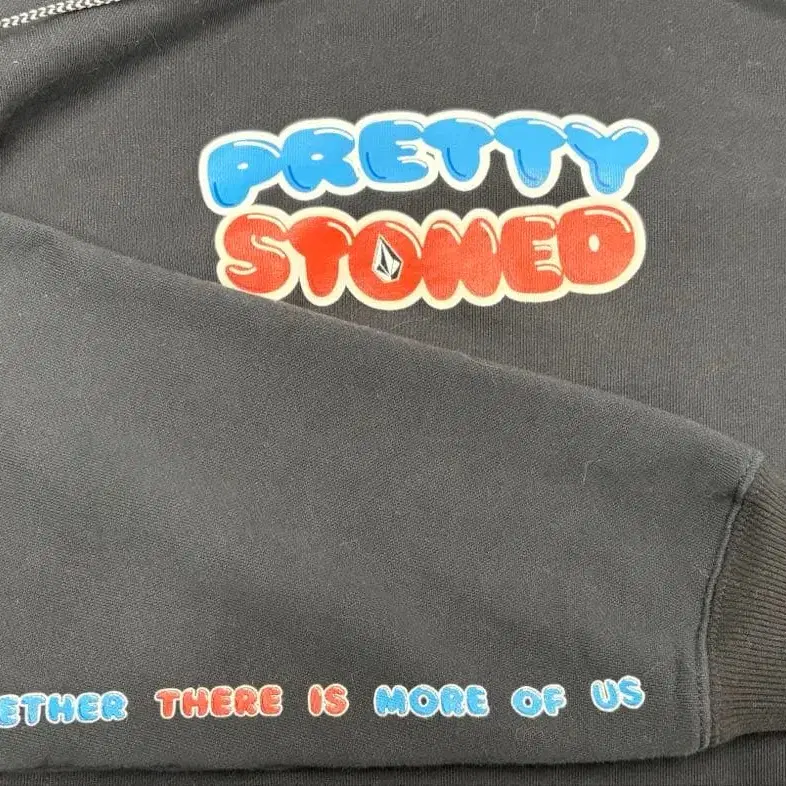 PRETTY
STONED
ETHER THERE IS MORE OF US